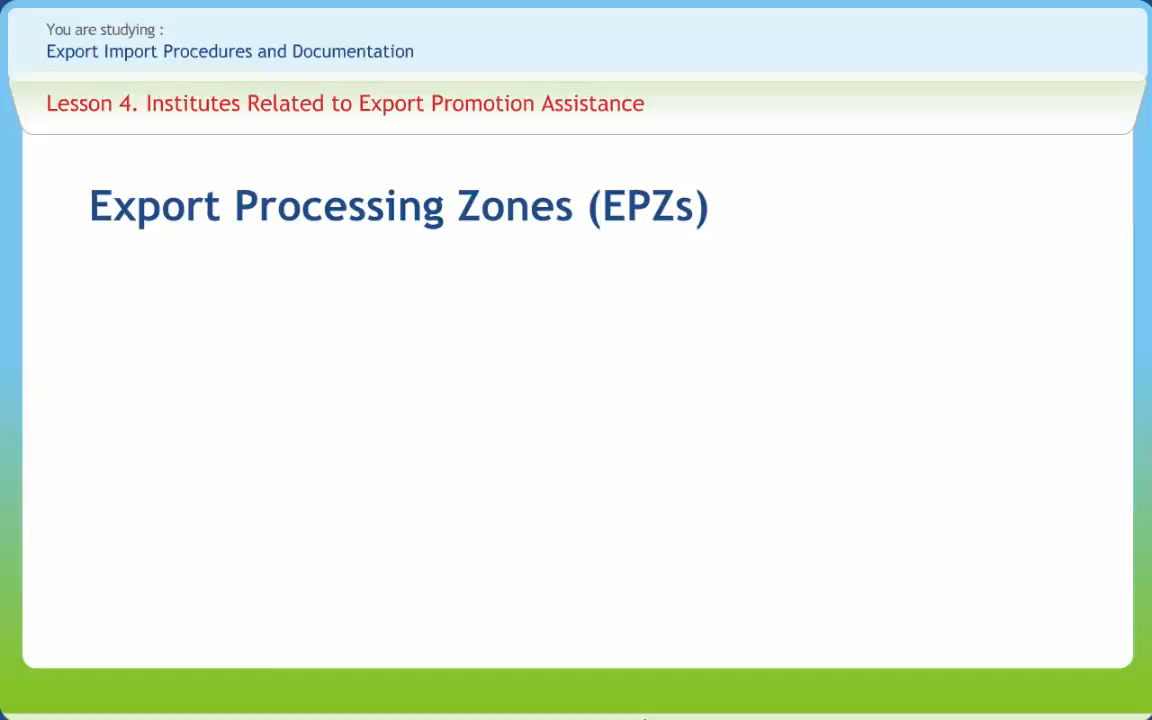 You are studying :
Export Import Procedures and Documentation
Lesson 4. Institutes Related to Export Promotion Assistance
Export Processing Zones (EPZs)